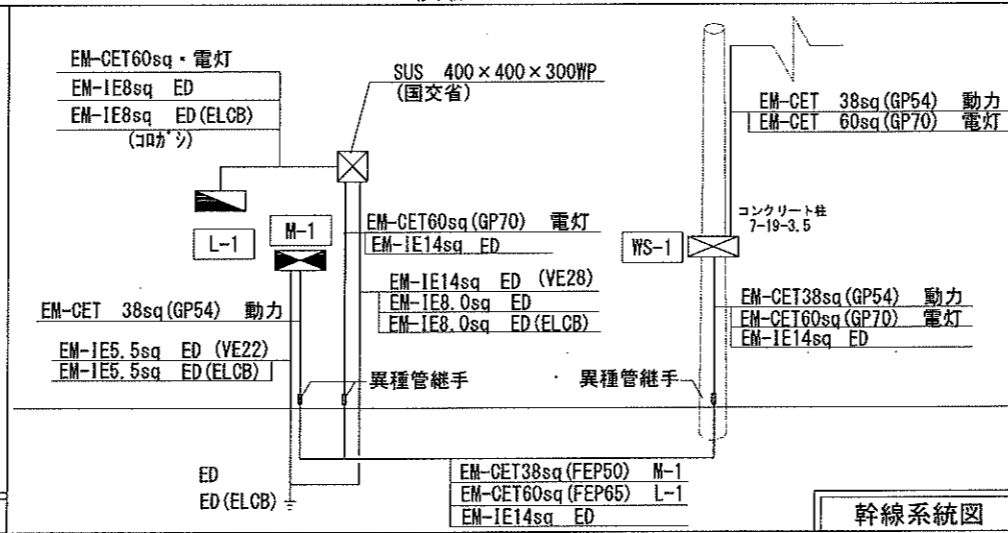 EM-CET60sq・電灯
EM-IE8sq ED
EM-IE8sq ED(ELCB)
(ｺﾛｶﾞｼ)
SUS 400×400×300WP
(国交省)
EM-CET 38sq(GP54) 動力
EM-CET 60sq(GP70) 電灯
コンクリート柱
7-19-3.5
L-1
M-1
EM-CET60sq(GP70) 電灯
EM-IE14sq ED
WS-1
EM-IE14sq ED (VE28)
EM-IE8.0sq ED
EM-IE8.0sq ED(ELCB)
EM-CET 38sq(GP54) 動力
EM-IE5.5sq ED (VE22)
EM-IE5.5sq ED(ELCB)
EM-CET38sq(GP54) 動力
EM-CET60sq(GP70) 電灯
EM-IE14sq ED
異種管継手
異種管継手
ED
ED(ELCB)
EM-CET38sq(FEP50) M-1
EM-CET60sq(FEP65) L-1
EM-IE14sq ED
幹線系統図